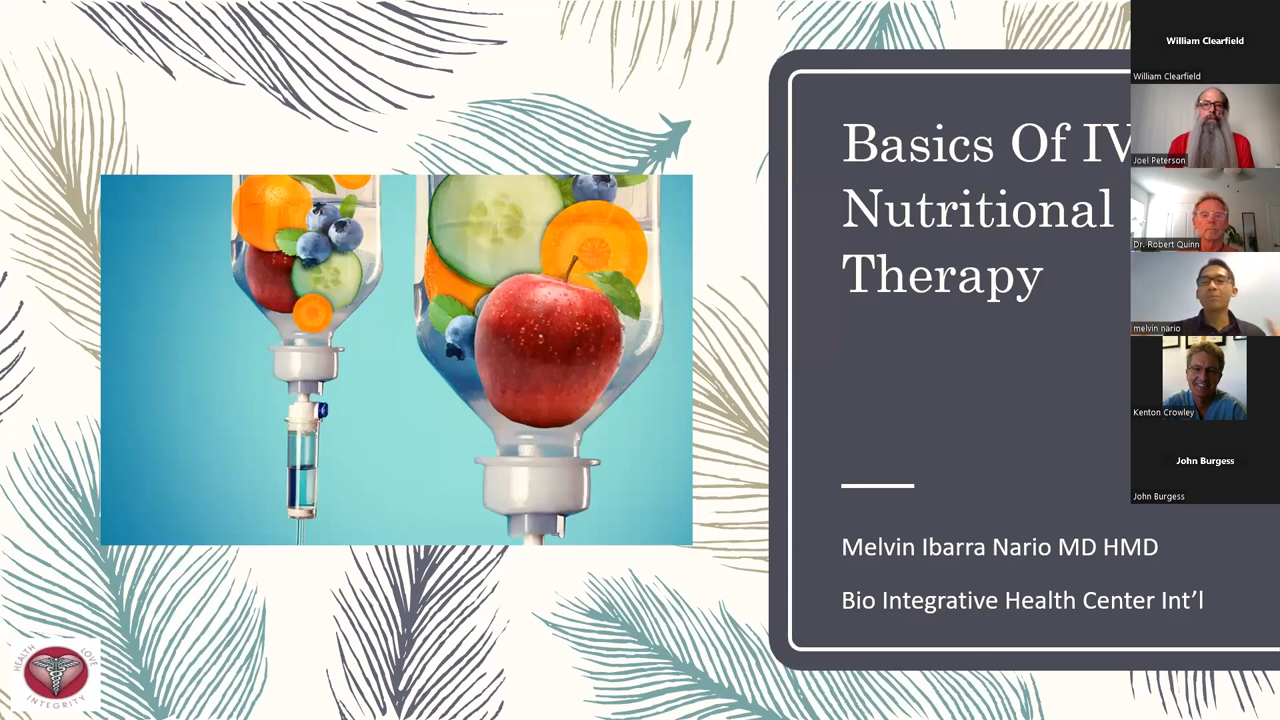 Basics Of IV
Nutritional
Therapy
Melvin Ibarra Nario MD HMD
Bio Integrative Health Center Int'l
HEALTH
LOVE
INTEGRITY
William Clearfield
William Clearfield
Joel Peterson
Dr. Robert Quinn
melvin nario
Kenton Crowley
John Burgess
John Burgess